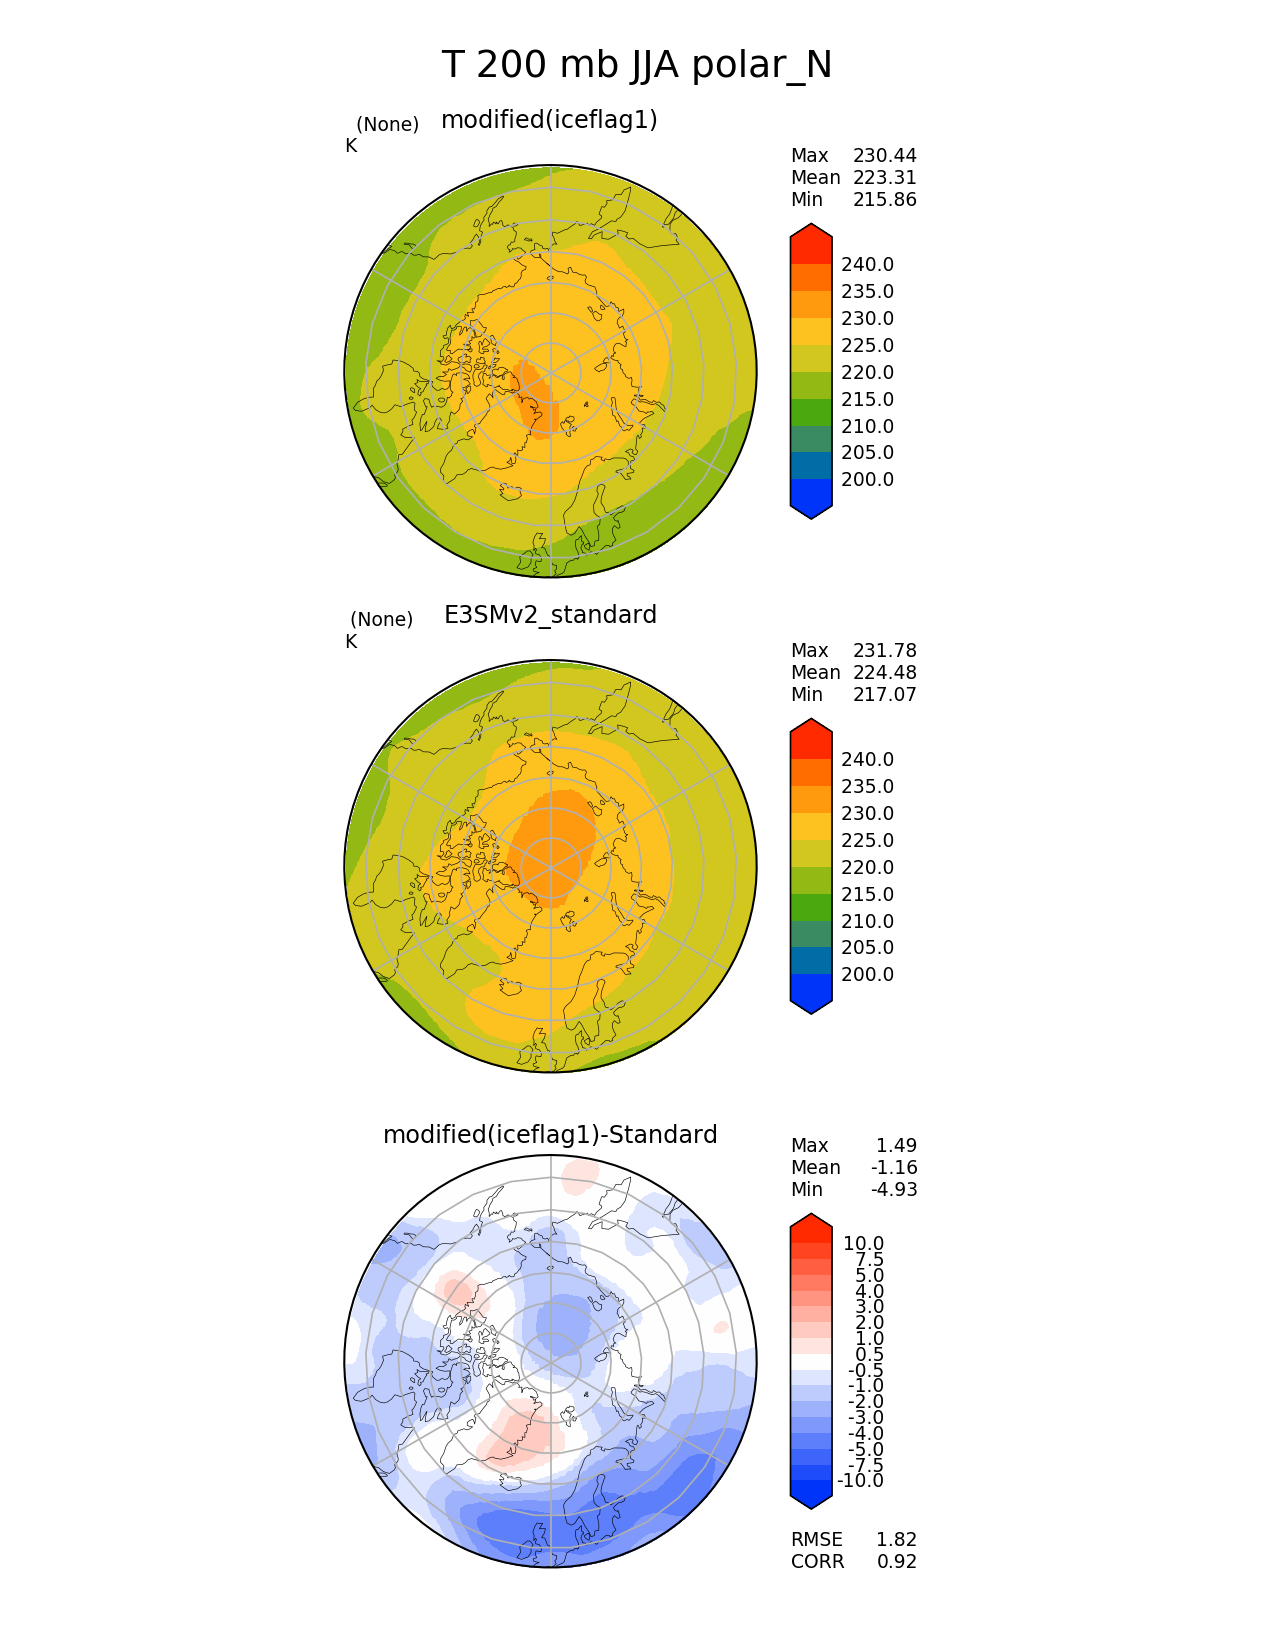 T 200 mb JJA polar_N
(None) modified(iceflag1)
K
Max 230.44
Mean 223.31
Min 215.86
240.0
235.0
230.0
225.0
220.0
215.0
210.0
205.0
200.0
(None) E3SMv2_standard
K
Max 231.78
Mean 224.48
Min 217.07
240.0
235.0
230.0
225.0
220.0
215.0
210.0
205.0
200.0
modified(iceflag1)-Standard
Max 1.49
Mean -1.16
Min -4.93
10.0
7.5
5.0
4.0
3.0
2.0
1.0
0.5
-0.5
-1.0
-2.0
-3.0
-4.0
-5.0
-7.5
-10.0
RMSE 1.82
CORR 0.92